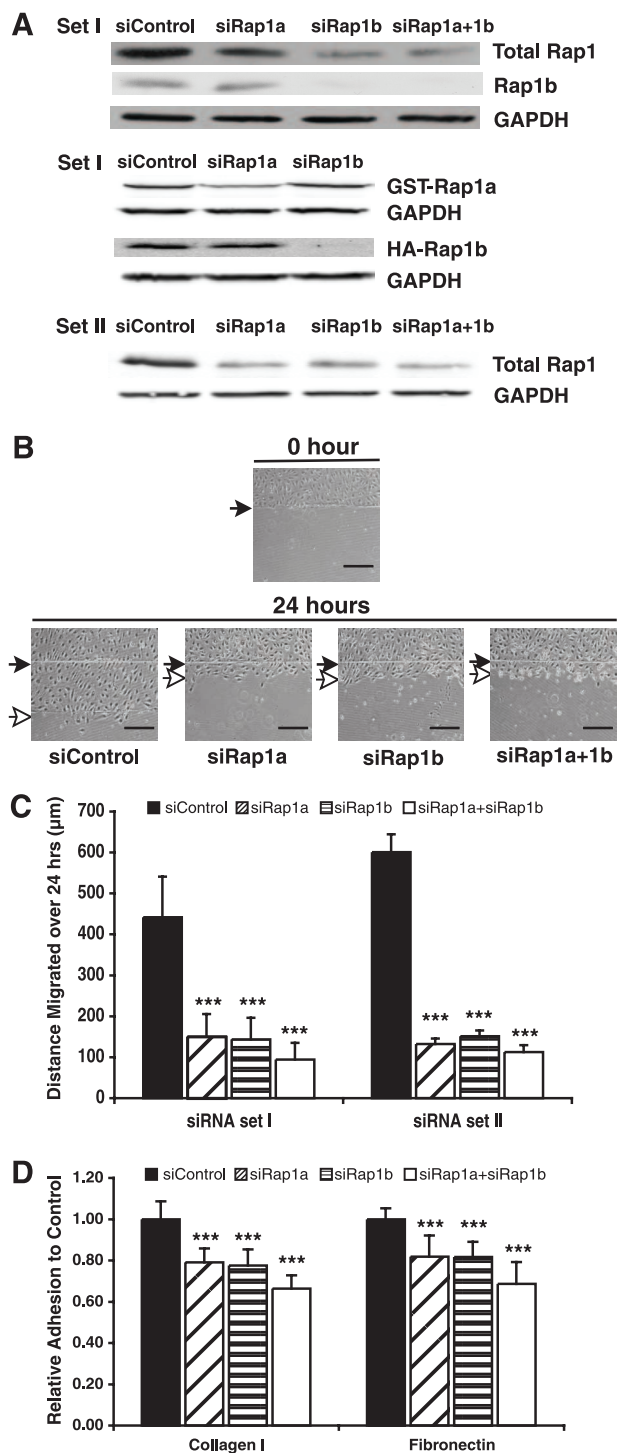 A
Set I siControl siRap1a siRap1b siRap1a+1b
Total Rap1
Rap1b
GAPDH
Set I siControl siRap1a siRap1b
GST-Rap1a
GAPDH
HA-Rap1b
GAPDH
Set II siControl siRap1a siRap1b siRap1a+1b
Total Rap1
GAPDH
B
0 hour
24 hours
siControl siRap1a siRap1b siRap1a+1b
C
Distance Migrated over 24 hrs (µm)
700
600
500
400
300
200
100
0
siControl siRap1a siRap1b siRap1a+siRap1b
*** *** ***
*** *** ***
siRNA set I siRNA set II
D
Relative Adhesion to Control
1.20
1.00
0.80
0.60
0.40
0.20
0.00
siControl siRap1a siRap1b siRap1a+siRap1b
*** *** ***
*** *** ***
Collagen I Fibronectin